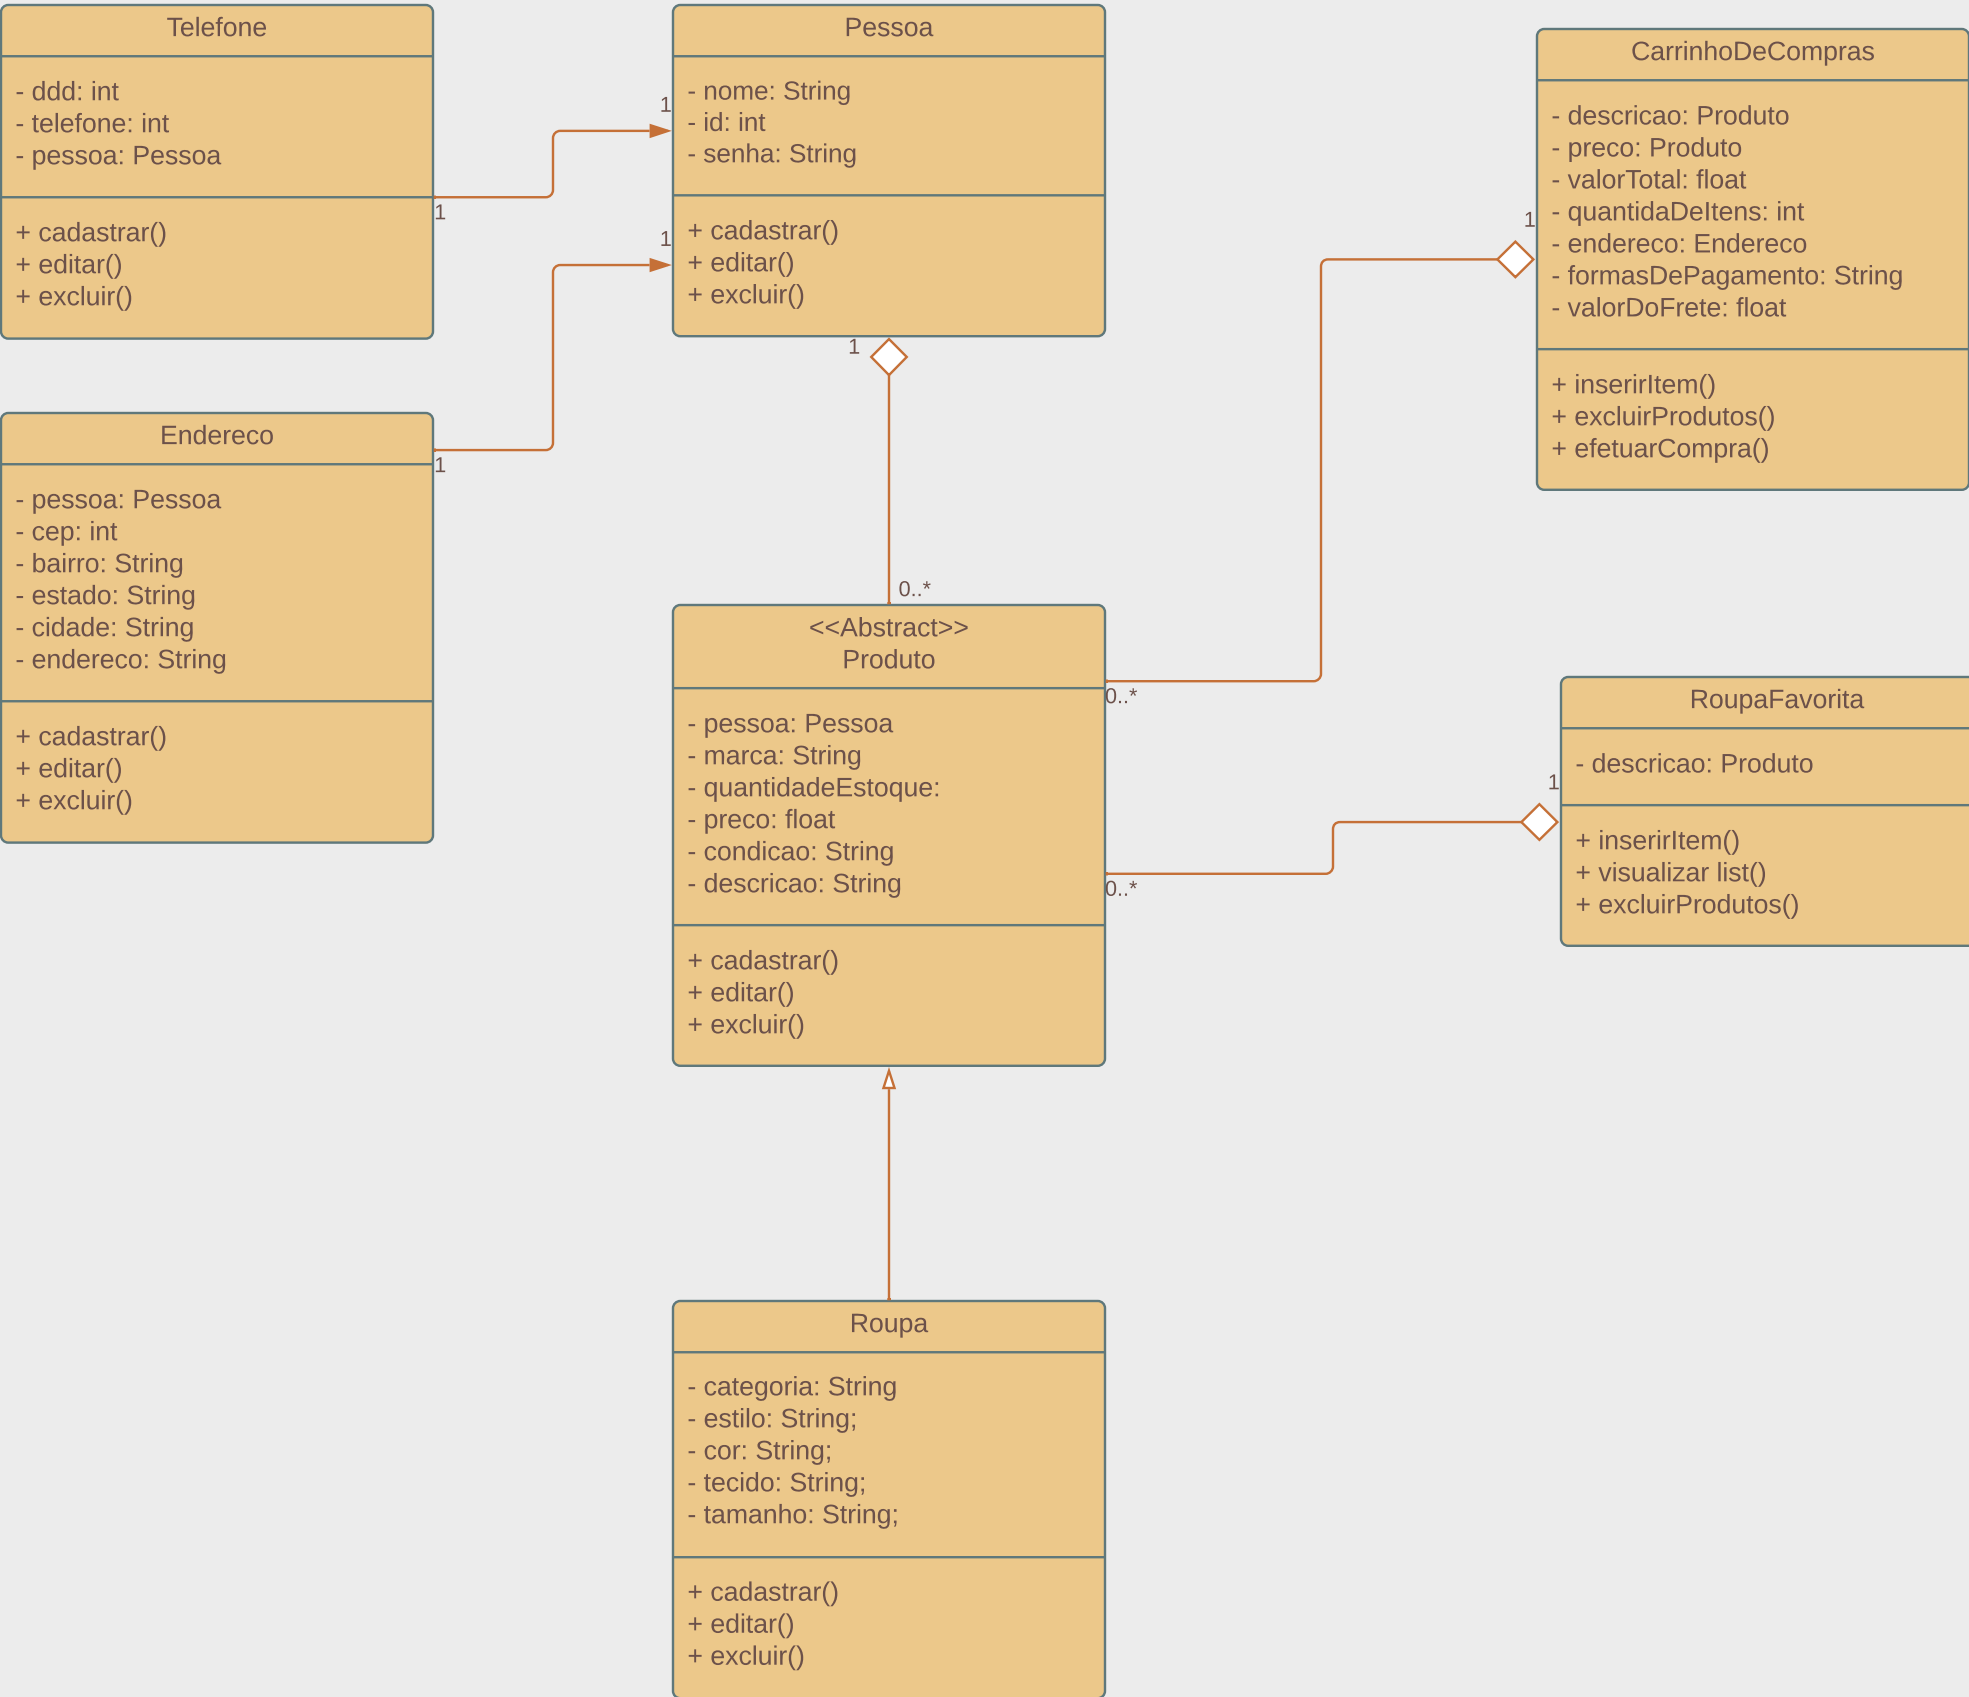 Telefone
- ddd: int
- telefone: int
- pessoa: Pessoa
+ cadastrar()
+ editar()
+ excluir()
1
1
Pessoa
- nome: String
- id: int
- senha: String
+ cadastrar()
+ editar()
+ excluir()
1
1
CarrinhoDeCompras
- descricao: Produto
- preco: Produto
- valorTotal: float
- quantidaDeItens: int
- endereco: Endereco
- formasDePagamento: String
- valorDoFrete: float
+ inserirItem()
+ excluirProdutos()
+ efetuarCompra()
1
Endereco
- pessoa: Pessoa
- cep: int
- bairro: String
- estado: String
- cidade: String
- endereco: String
+ cadastrar()
+ editar()
+ excluir()
1
0..*
<<Abstract>>
Produto
- pessoa: Pessoa
- marca: String
- quantidadeEstoque:
- preco: float
- condicao: String
- descricao: String
+ cadastrar()
+ editar()
+ excluir()
0..*
0..*
RoupaFavorita
- descricao: Produto
+ inserirItem()
+ visualizar list()
+ excluirProdutos()
1
Roupa
- categoria: String
- estilo: String;
- cor: String;
- tecido: String;
- tamanho: String;
+ cadastrar()
+ editar()
+ excluir()